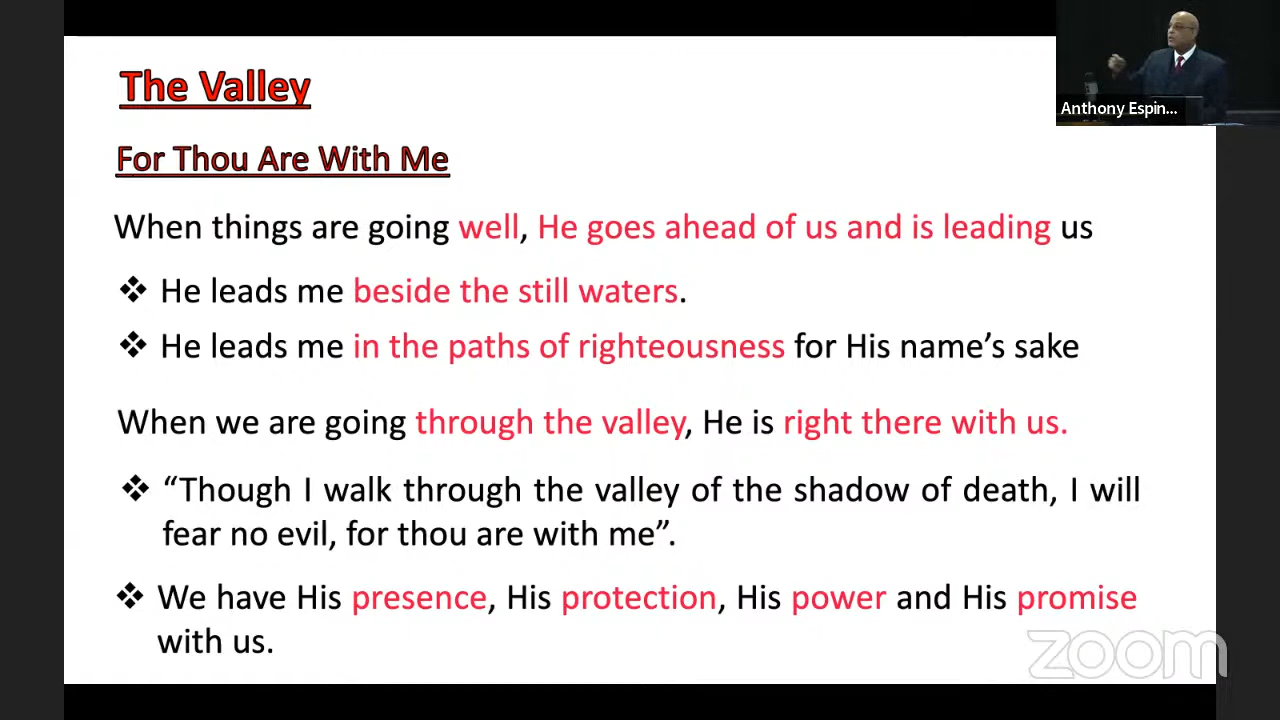 The Valley
For Thou Are With Me
When things are going well, He goes ahead of us and is leading us
❖ He leads me beside the still waters.
❖ He leads me in the paths of righteousness for His name’s sake
When we are going through the valley, He is right there with us.
❖ “Though I walk through the valley of the shadow of death, I will
fear no evil, for thou are with me”.
❖ We have His presence, His protection, His power and His promise
with us.
Anthony Espin...
zoom